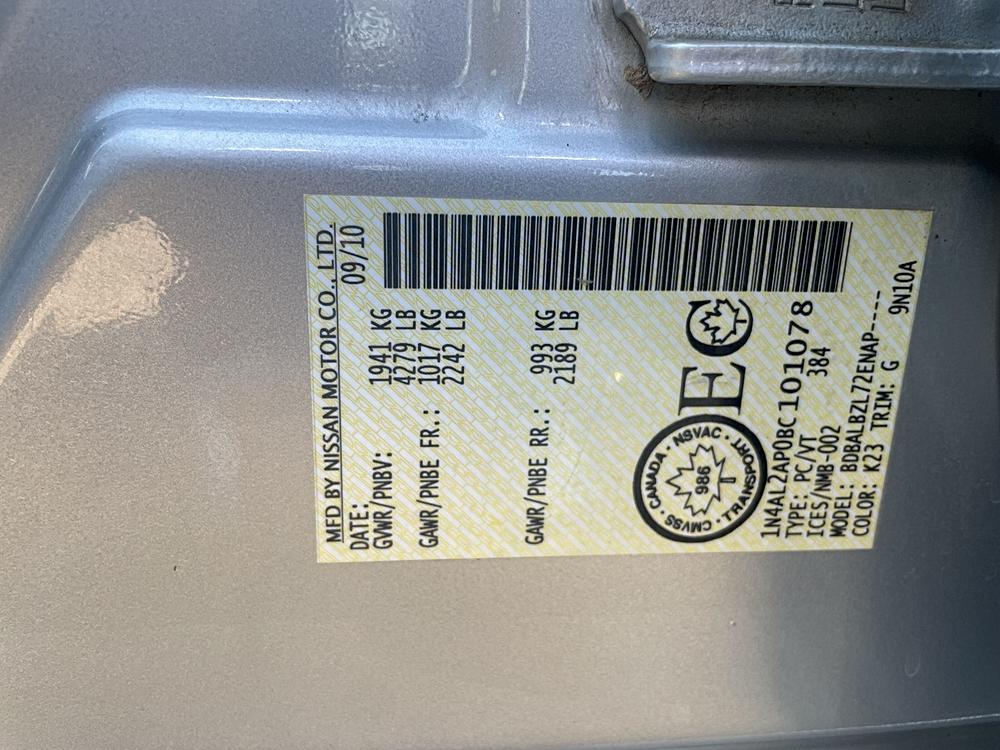 MFD BY NISSAN MOTOR CO., LTD.
DATE: 09/10
GVWR/PNBV: 1941 KG
4279 LB
GAWR/PNBE FR.: 1017 KG
2242 LB
GAWR/PNBE RR.: 993 KG
2189 LB
CANADA · NSVAC · TRANSPORT · CMVSS ·
986
EC
1N4AL2AP0BC101078
TYPE: PC/VT 384
ICES/NMB-002
MODEL: BDBALBZL72ENAP----
COLOR: K23 TRIM: G 9N10A